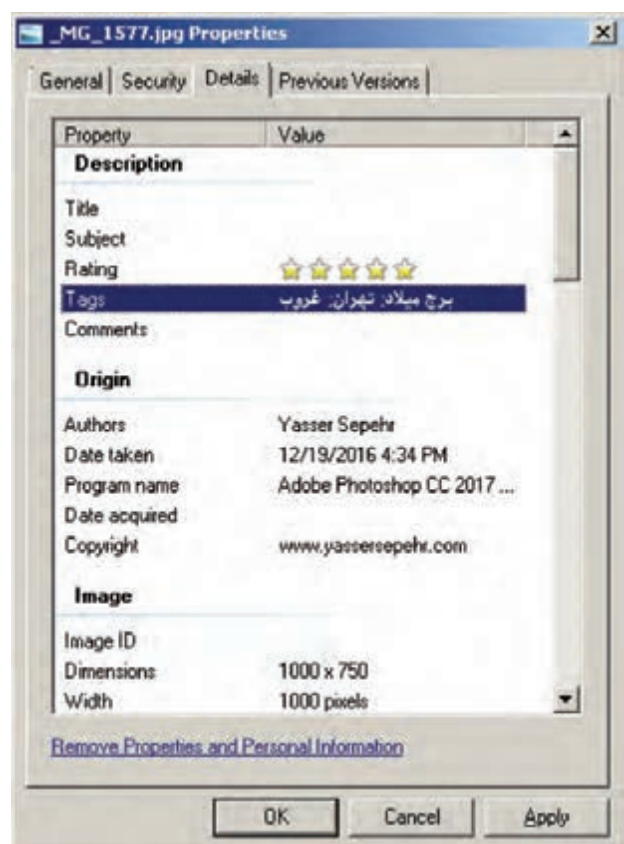 _MG_1577.jpg Properties
General Security Details Previous Versions
Property Value
Description
Title
Subject
Rating
Tags برج میلاد; تهران; غروب
Comments
Origin
Authors Yasser Sepehr
Date taken 12/19/2016 4:34 PM
Program name Adobe Photoshop CC 2017 ...
Date acquired
Copyright www.yassersepehr.com
Image
Image ID
Dimensions 1000 x 750
Width 1000 pixels
Remove Properties and Personal Information
OK Cancel Apply